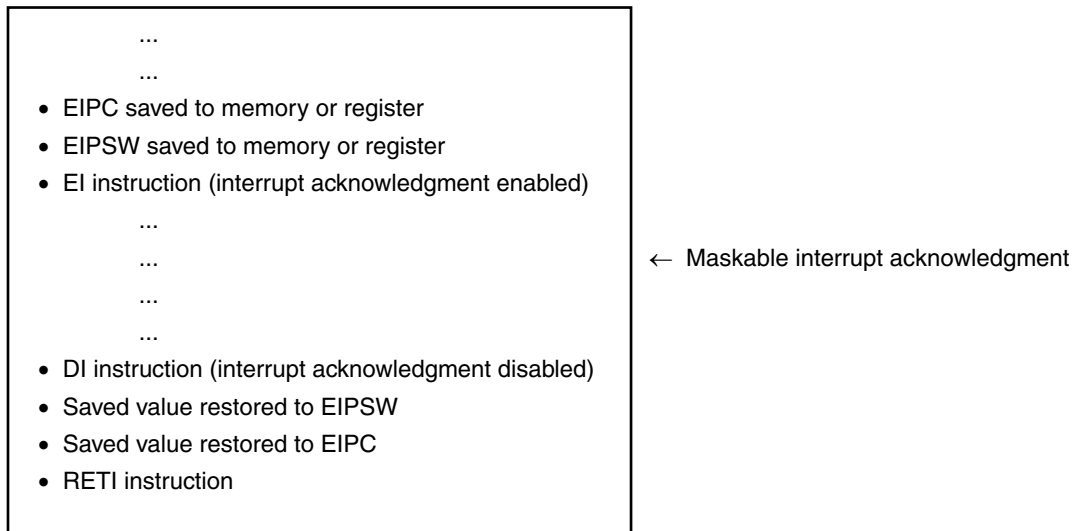 ...
...
• EIPC saved to memory or register
• EIPSW saved to memory or register
• EI instruction (interrupt acknowledgment enabled)
...
...
← Maskable interrupt acknowledgment
...
...
• DI instruction (interrupt acknowledgment disabled)
• Saved value restored to EIPSW
• Saved value restored to EIPC
• RETI instruction